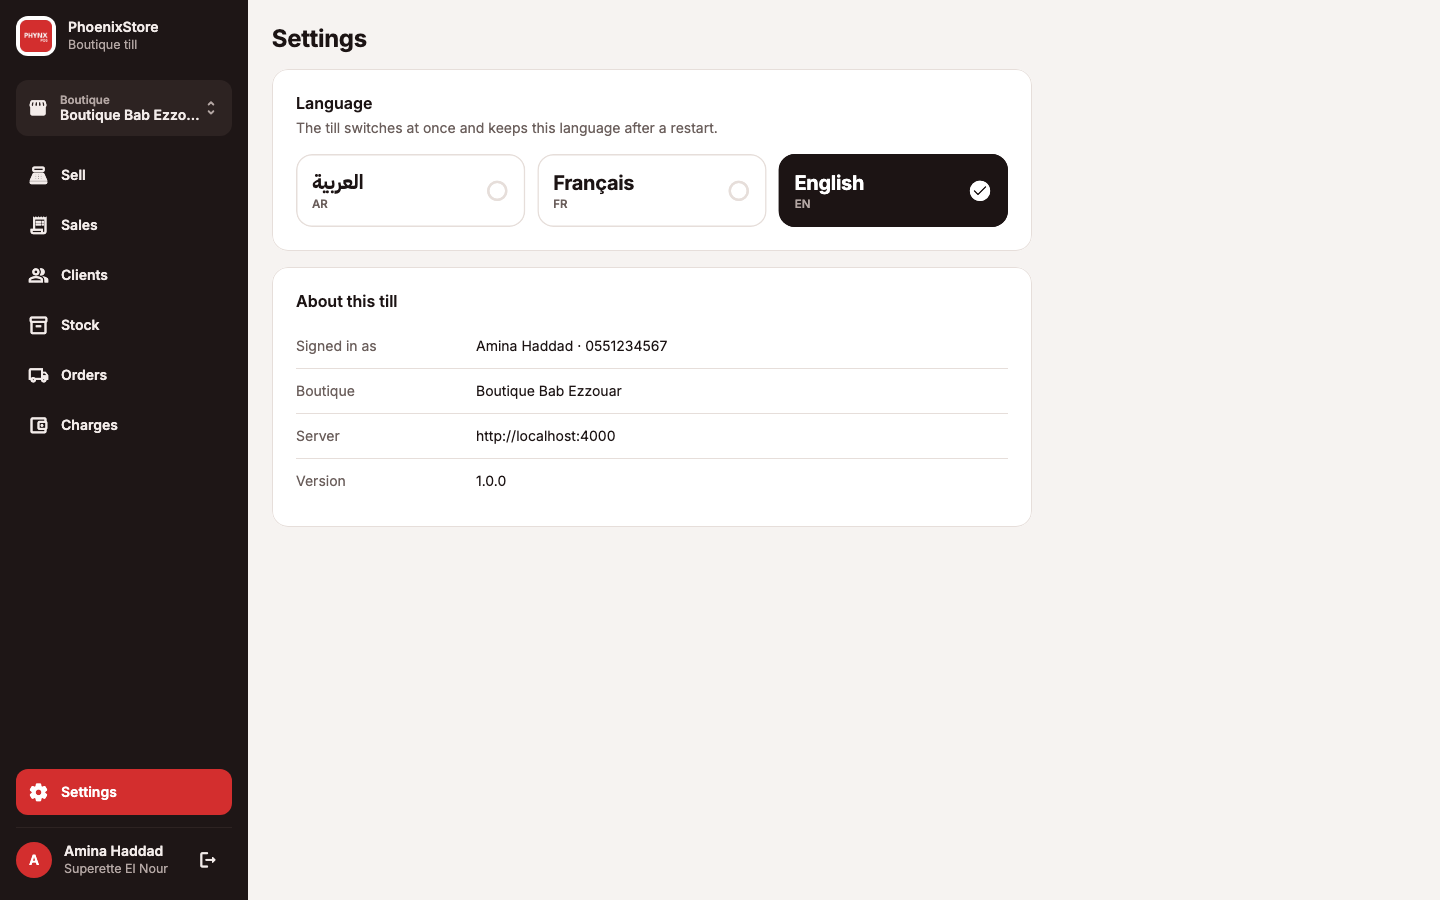 PHYNX
POS
PhoenixStore
Boutique till
Boutique
Boutique Bab Ezzo...
Sell
Sales
Clients
Stock
Orders
Charges
Settings
A
Amina Haddad
Superette El Nour
Settings
Language
The till switches at once and keeps this language after a restart.
العربية
AR
Français
FR
English
EN
About this till
Signed in as Amina Haddad · 0551234567
Boutique Boutique Bab Ezzouar
Server http://localhost:4000
Version 1.0.0